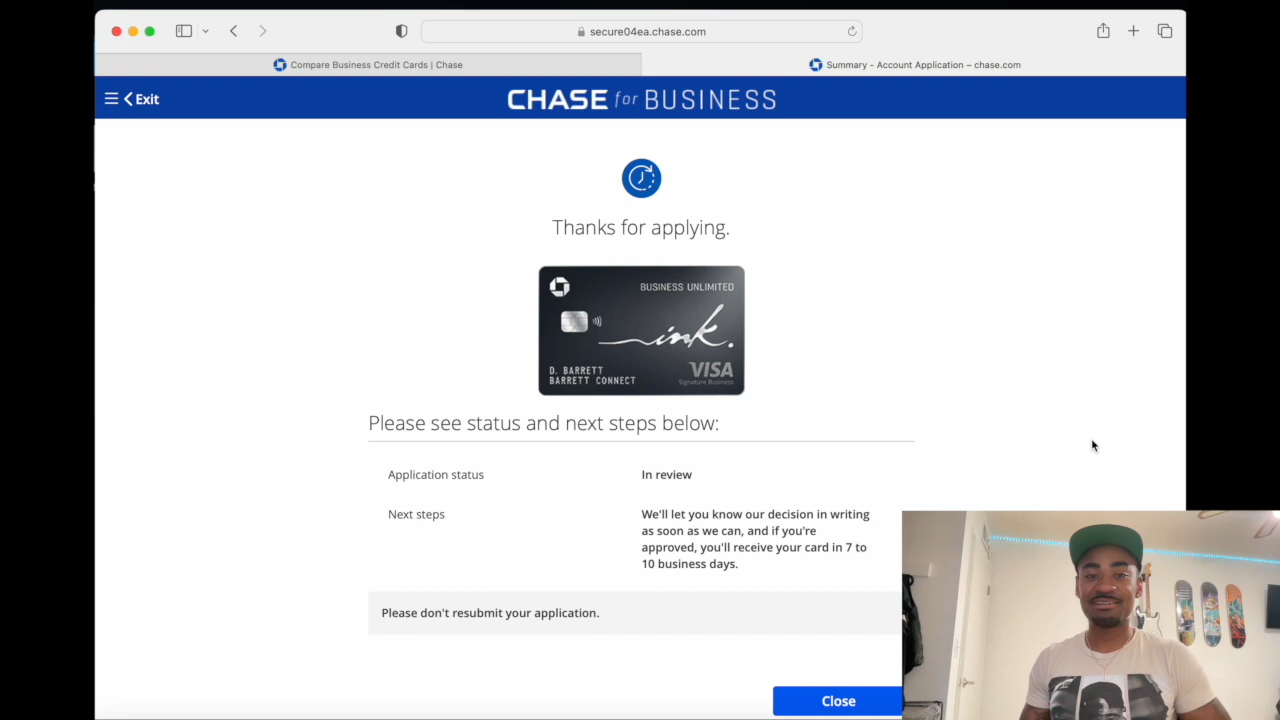 secure04ea.chase.com
Compare Business Credit Cards | Chase
Summary - Account Application – chase.com
Exit
CHASE for BUSINESS
Thanks for applying.
BUSINESS UNLIMITED
ink.
D. BARRETT
BARRETT CONNECT
VISA
Signature Business
Please see status and next steps below:
Application status
In review
Next steps
We'll let you know our decision in writing
as soon as we can, and if you're
approved, you'll receive your card in 7 to
10 business days.
Please don't resubmit your application.
Close